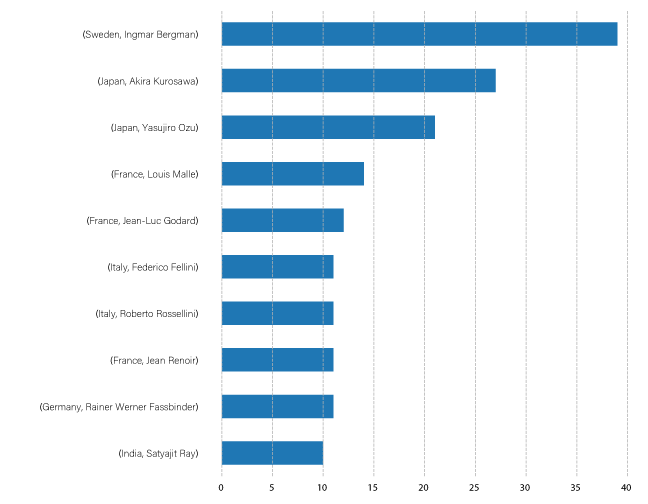 (Sweden, Ingmar Bergman)
(Japan, Akira Kurosawa)
(Japan, Yasujiro Ozu)
(France, Louis Malle)
(France, Jean-Luc Godard)
(Italy, Federico Fellini)
(Italy, Roberto Rossellini)
(France, Jean Renoir)
(Germany, Rainer Werner Fassbinder)
(India, Satyajit Ray)
0 5 10 15 20 25 30 35 40